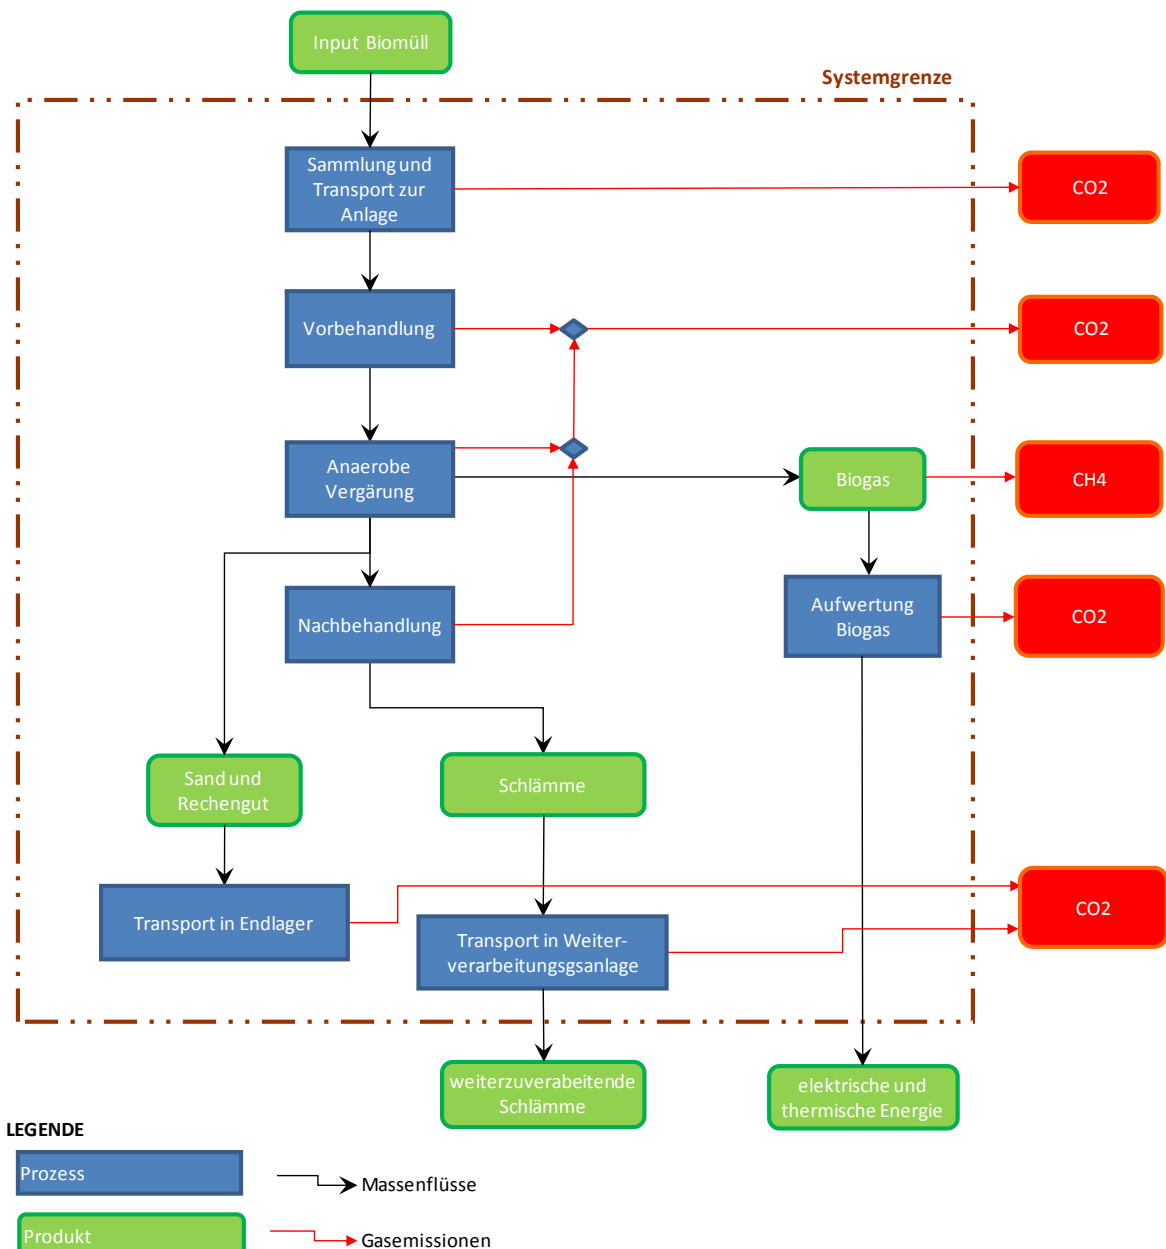 Input Biomüll
Systemgrenze
Sammlung und
Transport zur
Anlage
CO2
Vorbehandlung
CO2
Anaerobe
Vergärung
Biogas
CH4
Nachbehandlung
Aufwertung
Biogas
CO2
Sand und
Rechengut
Schlämme
Transport in Endlager
CO2
Transport in Weiter-
verarbeitungsgsanlage
weiterzuverabeitende
Schlämme
elektrische und
thermische Energie
LEGENDE
Prozess
Massenflüsse
Produkt
Gasemissionen